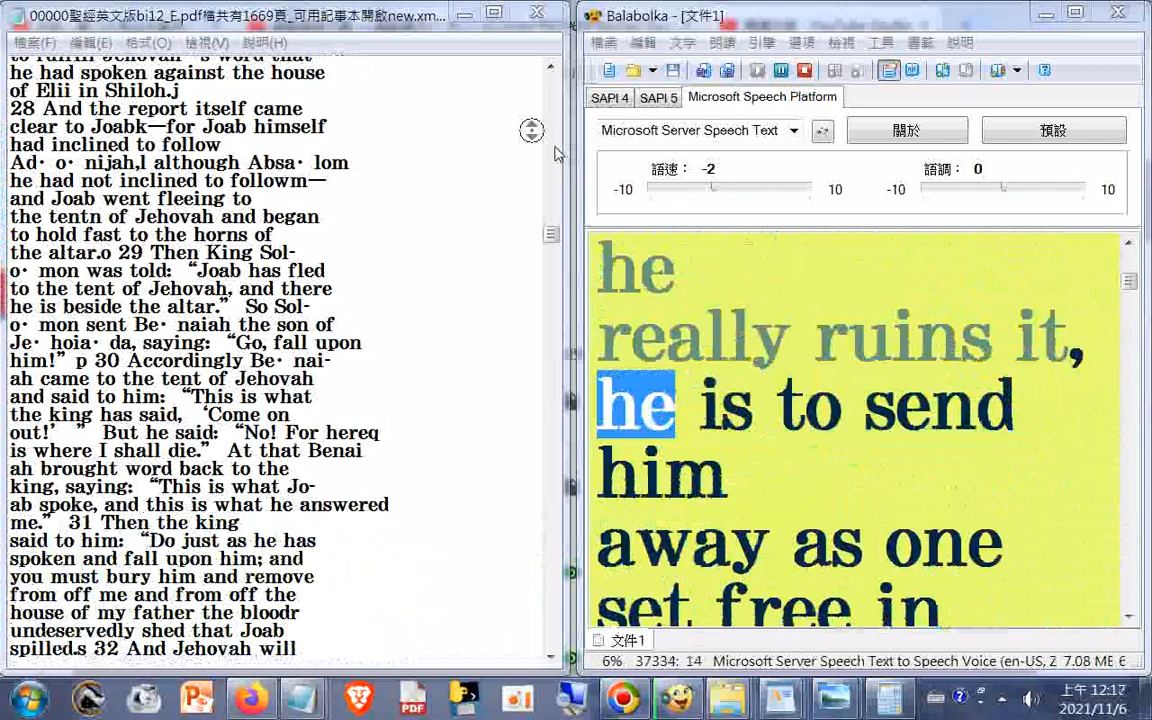 00000聖經英文版bi12_E.pdf檔共有1669頁_可用記事本開啟new.xm...
檔案(F) 編輯(E) 格式(O) 檢視(V) 說明(H)
to fulfill Jehovah's word that
he had spoken against the house
of Elii in Shiloh.j
28 And the report itself came
clear to Joabk—for Joab himself
had inclined to follow
Ad· o· nijah,l although Absa· lom
he had not inclined to followm—
and Joab went fleeing to
the tentn of Jehovah and began
to hold fast to the horns of
the altar.o 29 Then King Sol-
o· mon was told: “Joab has fled
to the tent of Jehovah, and there
he is beside the altar.” So Sol-
o· mon sent Be· naiah the son of
Je· hoia· da, saying: “Go, fall upon
him!” p 30 Accordingly Be· nai-
ah came to the tent of Jehovah
and said to him: “This is what
the king has said, ‘Come on
out!’ ” But he said: “No! For hereq
is where I shall die.” At that Benai
ah brought word back to the
king, saying: “This is what Jo-
ab spoke, and this is what he answered
me.” 31 Then the king
said to him: “Do just as he has
spoken and fall upon him; and
you must bury him and remove
from off me and from off the
house of my father the bloodr
undeservedly shed that Joab
spilled.s 32 And Jehovah will
Balabolka - [文件1]
檔案 編輯 文字 朗讀 引擎 選項 檢視 工具 書籤 說明
SAPI 4 SAPI 5 Microsoft Speech Platform
Microsoft Server Speech Text 關於 預設
語速: -2 語調: 0
-10 10 -10 10
he
really ruins it,
he is to send
him
away as one
set free in
文件1
6% 37334: 14 Microsoft Server Speech Text to Speech Voice (en-US, Z 7.08 MB 6
PDF
上午 12:17
2021/11/6